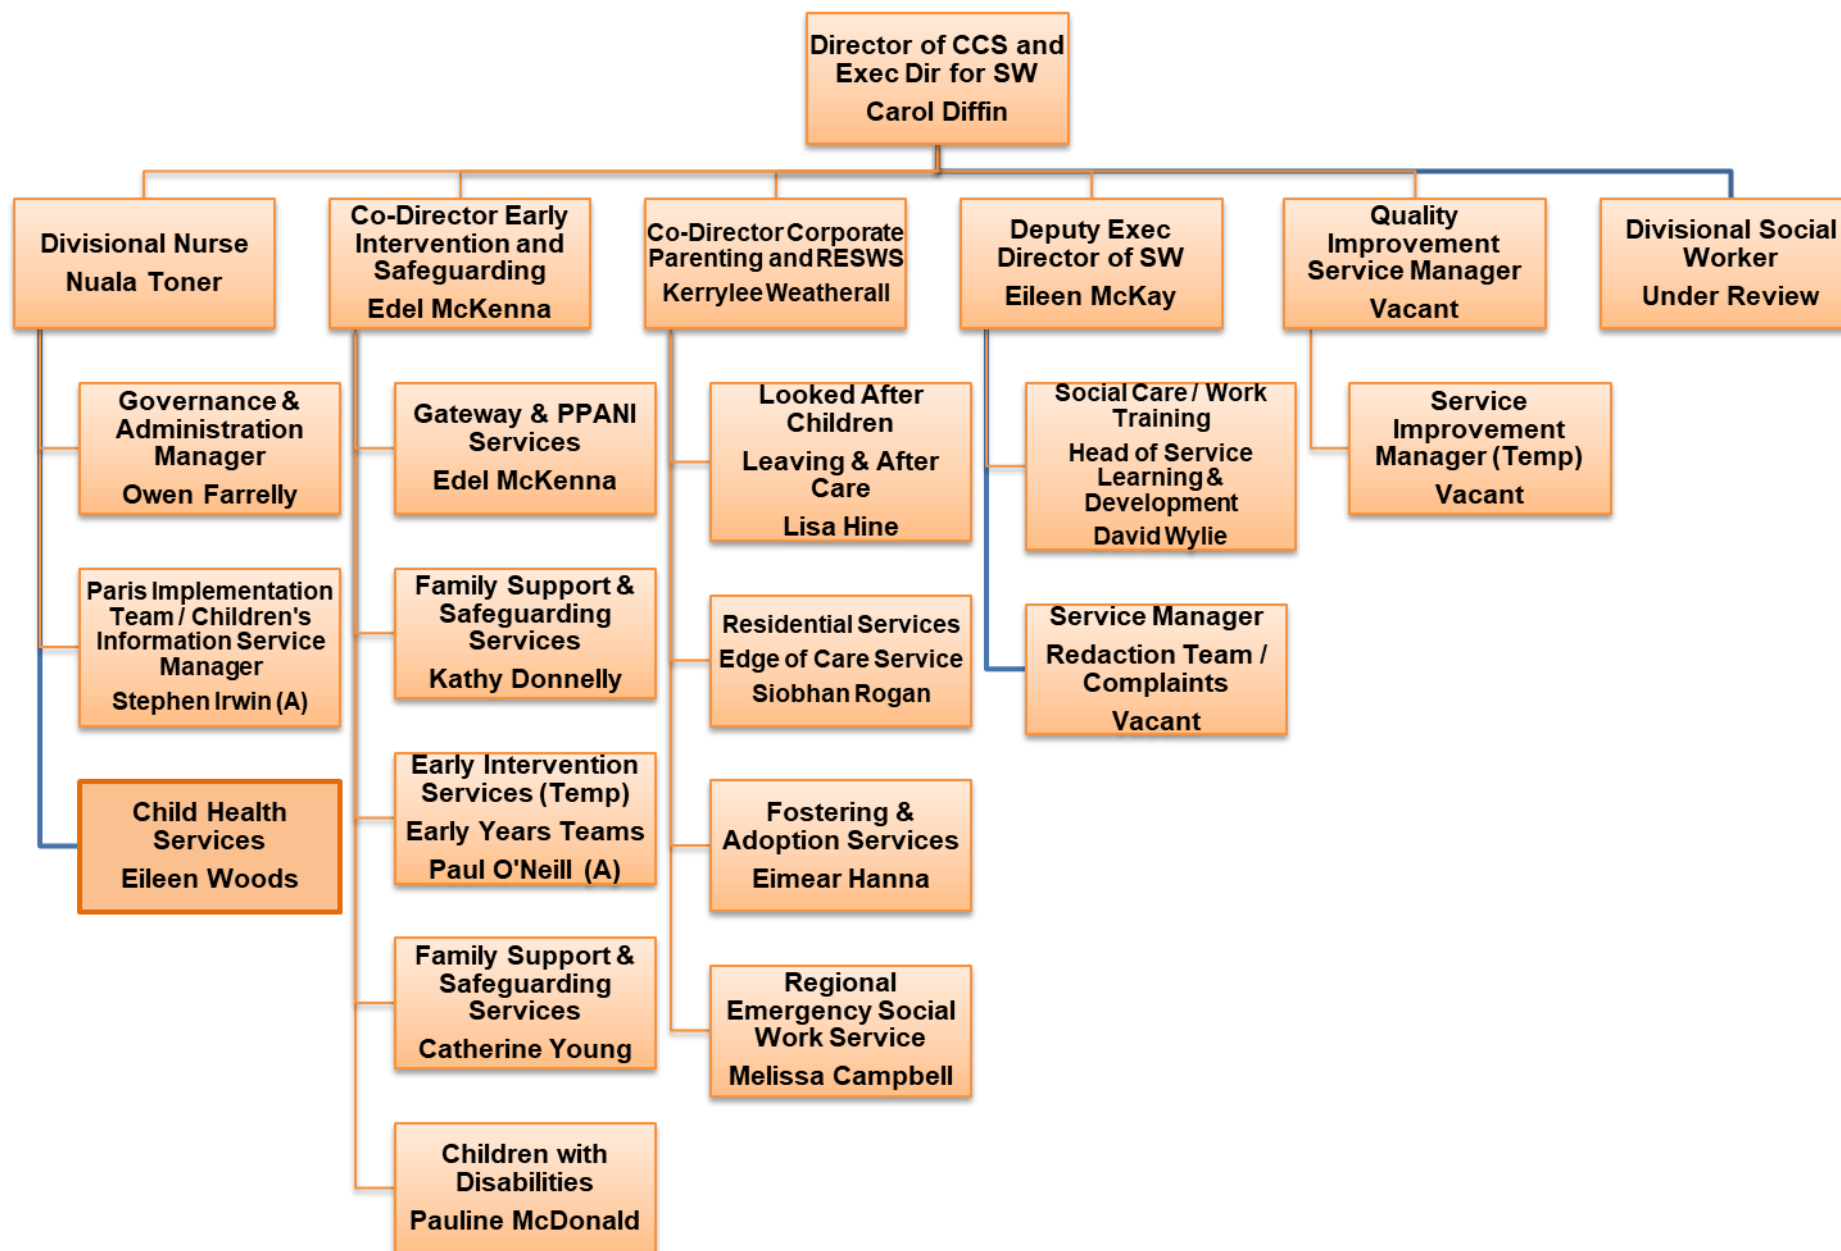 Director of CCS and
Exec Dir for SW
Carol Diffin
Divisional Nurse
Nuala Toner
Co-Director Early
Intervention and
Safeguarding
Edel McKenna
Co-Director Corporate
Parenting and RESWS
Kerrylee Weatherall
Deputy Exec
Director of SW
Eileen McKay
Quality
Improvement
Service Manager
Vacant
Divisional Social
Worker
Under Review
Governance &
Administration
Manager
Owen Farrelly
Paris Implementation
Team / Children's
Information Service
Manager
Stephen Irwin (A)
Child Health
Services
Eileen Woods
Gateway & PPANI
Services
Edel McKenna
Family Support &
Safeguarding
Services
Kathy Donnelly
Early Intervention
Services (Temp)
Early Years Teams
Paul O'Neill (A)
Family Support &
Safeguarding
Services
Catherine Young
Children with
Disabilities
Pauline McDonald
Looked After
Children
Leaving & After
Care
Lisa Hine
Residential Services
Edge of Care Service
Siobhan Rogan
Fostering &
Adoption Services
Eimear Hanna
Regional
Emergency Social
Work Service
Melissa Campbell
Social Care / Work
Training
Head of Service
Learning &
Development
David Wylie
Service Manager
Redaction Team /
Complaints
Vacant
Service
Improvement
Manager (Temp)
Vacant